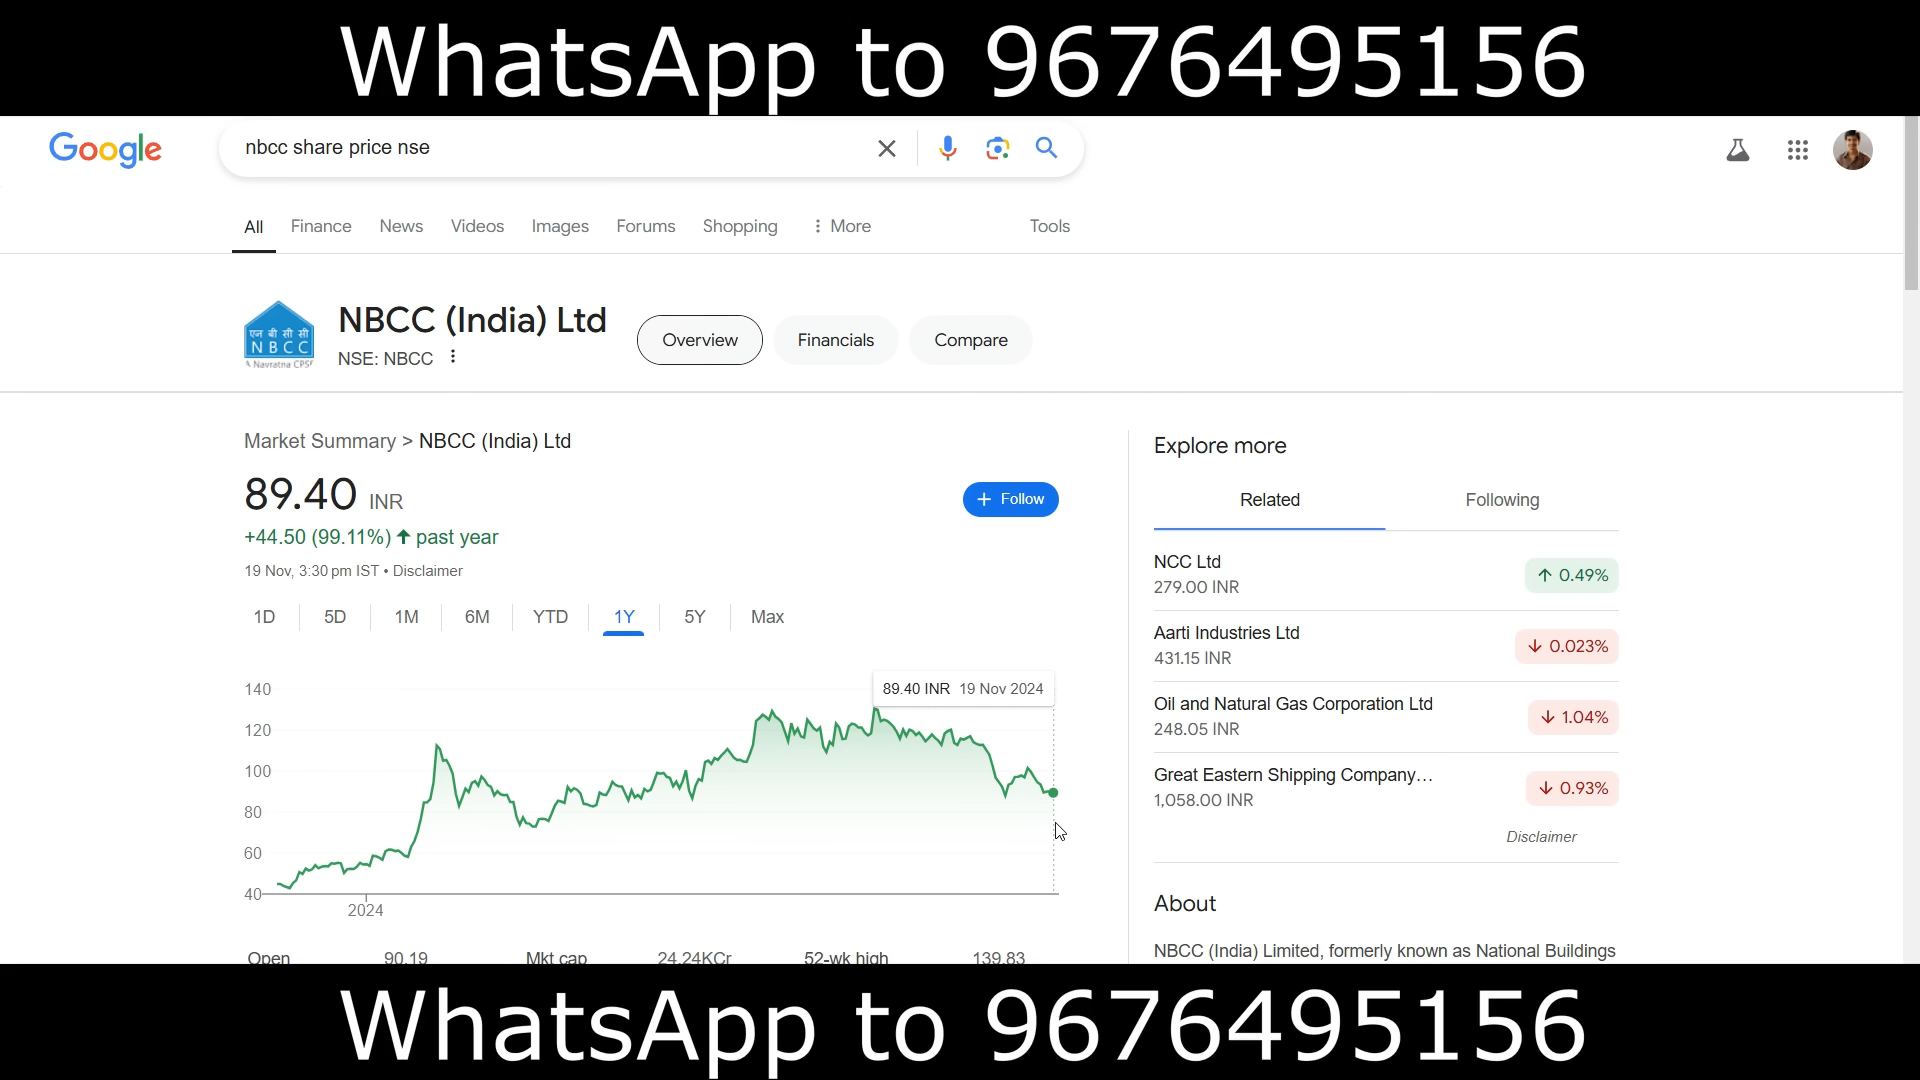 WhatsApp to 9676495156
Google
nbcc share price nse
All Finance News Videos Images Forums Shopping More Tools
एन बी सी सी
NBCC
NBCC (India) Ltd
NSE: NBCC
Overview Financials Compare
Market Summary > NBCC (India) Ltd
89.40 INR
+ Follow
+44.50 (99.11%) ↑ past year
19 Nov, 3:30 pm IST • Disclaimer
1D 5D 1M 6M YTD 1Y 5Y Max
89.40 INR 19 Nov 2024
140
120
100
80
60
40
2024
Open 90.19 Mkt cap 24.24KCr 52-wk high 139.83
Explore more
Related Following
NCC Ltd
279.00 INR
↑ 0.49%
Aarti Industries Ltd
431.15 INR
↓ 0.023%
Oil and Natural Gas Corporation Ltd
248.05 INR
↓ 1.04%
Great Eastern Shipping Company...
1,058.00 INR
↓ 0.93%
Disclaimer
About
NBCC (India) Limited, formerly known as National Buildings
WhatsApp to 9676495156